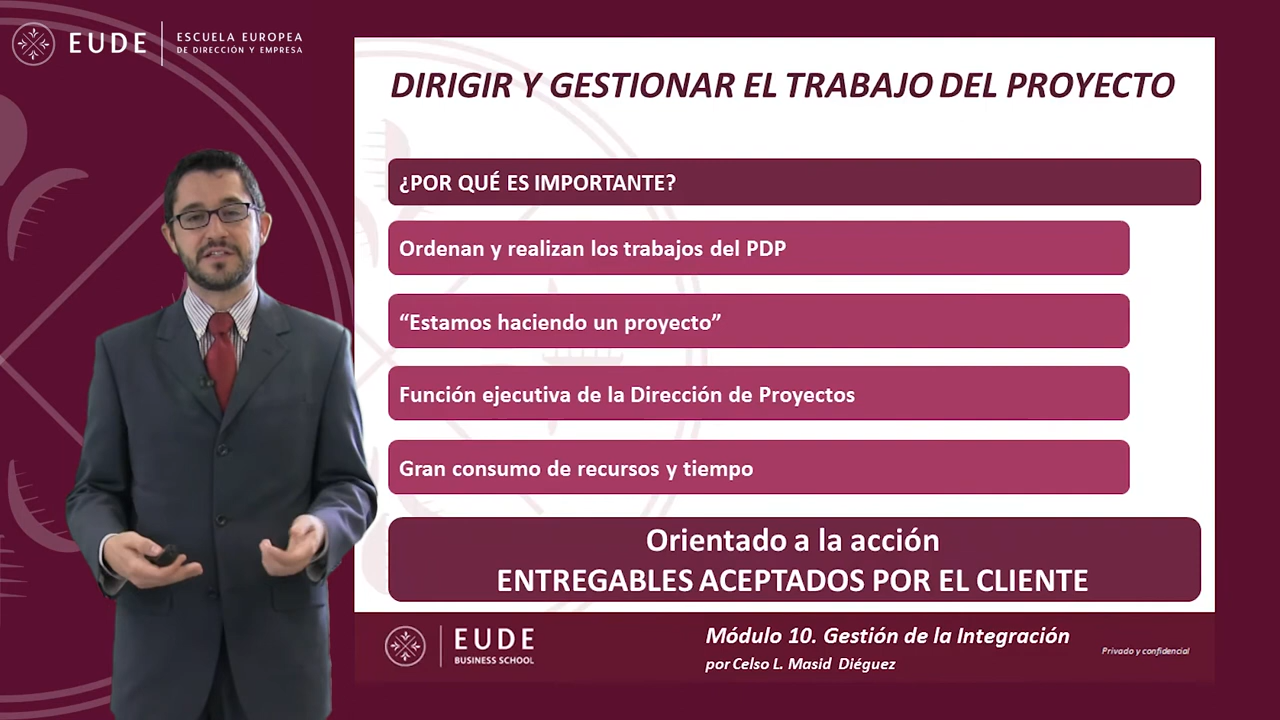 EUDE
ESCUELA EUROPEA
DE DIRECCIÓN Y EMPRESA
DIRIGIR Y GESTIONAR EL TRABAJO DEL PROYECTO
¿POR QUÉ ES IMPORTANTE?
Ordenan y realizan los trabajos del PDP
“Estamos haciendo un proyecto”
Función ejecutiva de la Dirección de Proyectos
Gran consumo de recursos y tiempo
Orientado a la acción
ENTREGABLES ACEPTADOS POR EL CLIENTE
EUDE
BUSINESS SCHOOL
Módulo 10. Gestión de la Integración
por Celso L. Masid Diéguez
Privado y confidencial